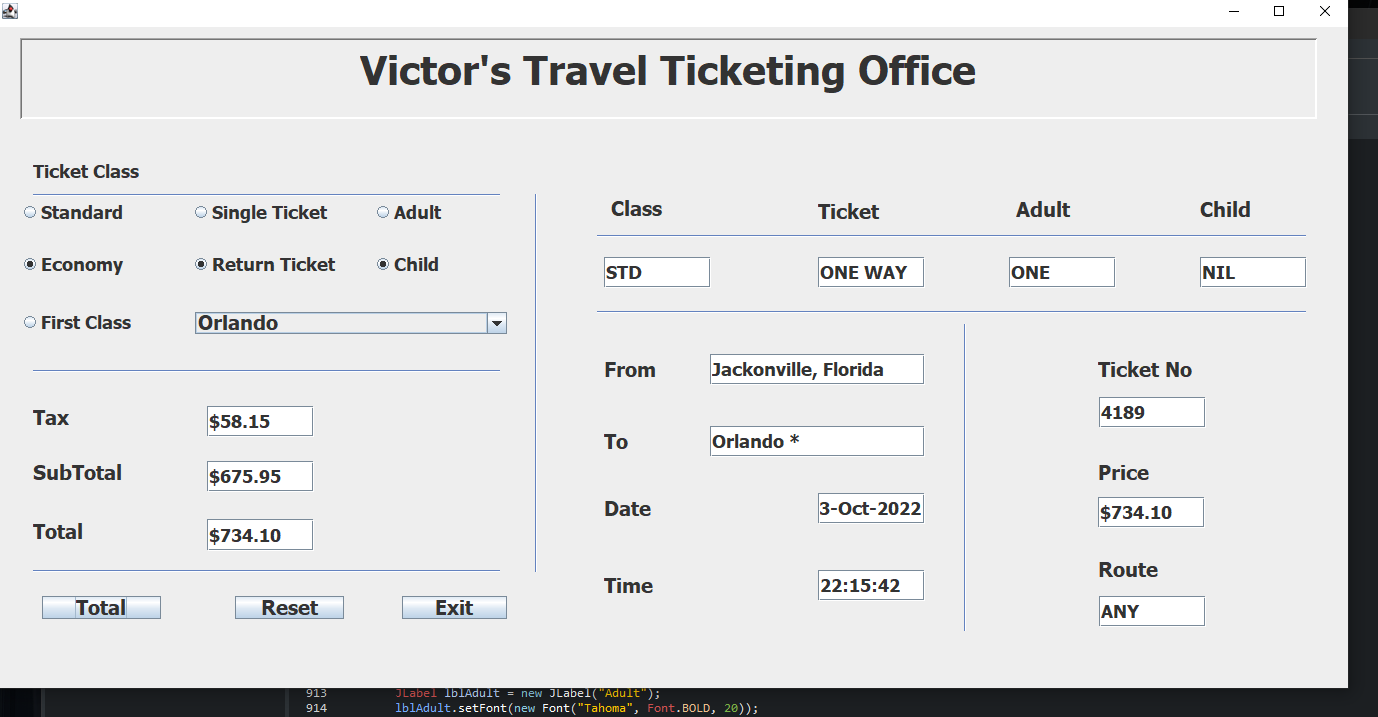 Victor's Travel Ticketing Office
Ticket Class
Standard Single Ticket Adult
Economy Return Ticket Child
First Class Orlando
Tax $58.15
SubTotal $675.95
Total $734.10
Total Reset Exit
Class Ticket Adult Child
STD ONE WAY ONE NIL
From Jackonville, Florida
To Orlando *
Date 3-Oct-2022
Time 22:15:42
Ticket No
4189
Price
$734.10
Route
ANY
913 JLabel lblAdult = new JLabel("Adult");
914 lblAdult.setFont(new Font("Tahoma", Font.BOLD, 20));